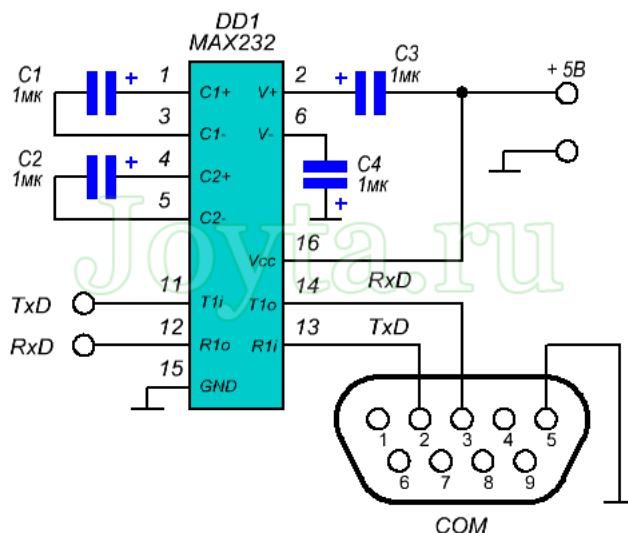 DD1
MAX232
C1
1мк
+
1
C1+
V+
2
+
C3
1мк
+ 5В
3
C1-
V-
6
C2
1мк
+
4
C2+
C4
1мк
+
5
C2-
16
Vcc
Joyta.ru
RxD
TxD
11
T1i
T1o
14
TxD
RxD
12
R1o
R1i
13
15
GND
1
2
3
4
5
6
7
8
9
COM